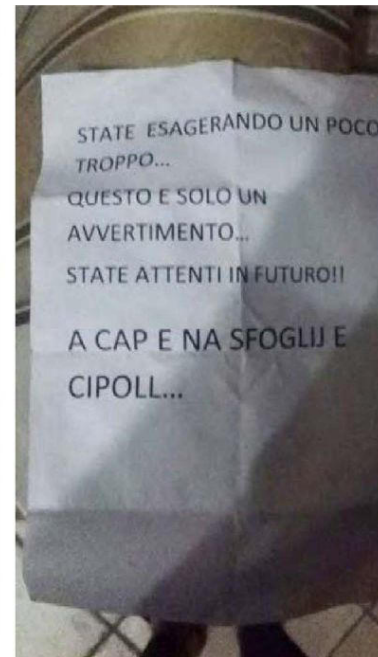 STATE ESAGERANDO UN POCO
TROPPO...
QUESTO E SOLO UN
AVVERTIMENTO...
STATE ATTENTI IN FUTURO!!
A CAP E NA SFOGLIJ E
CIPOLL...